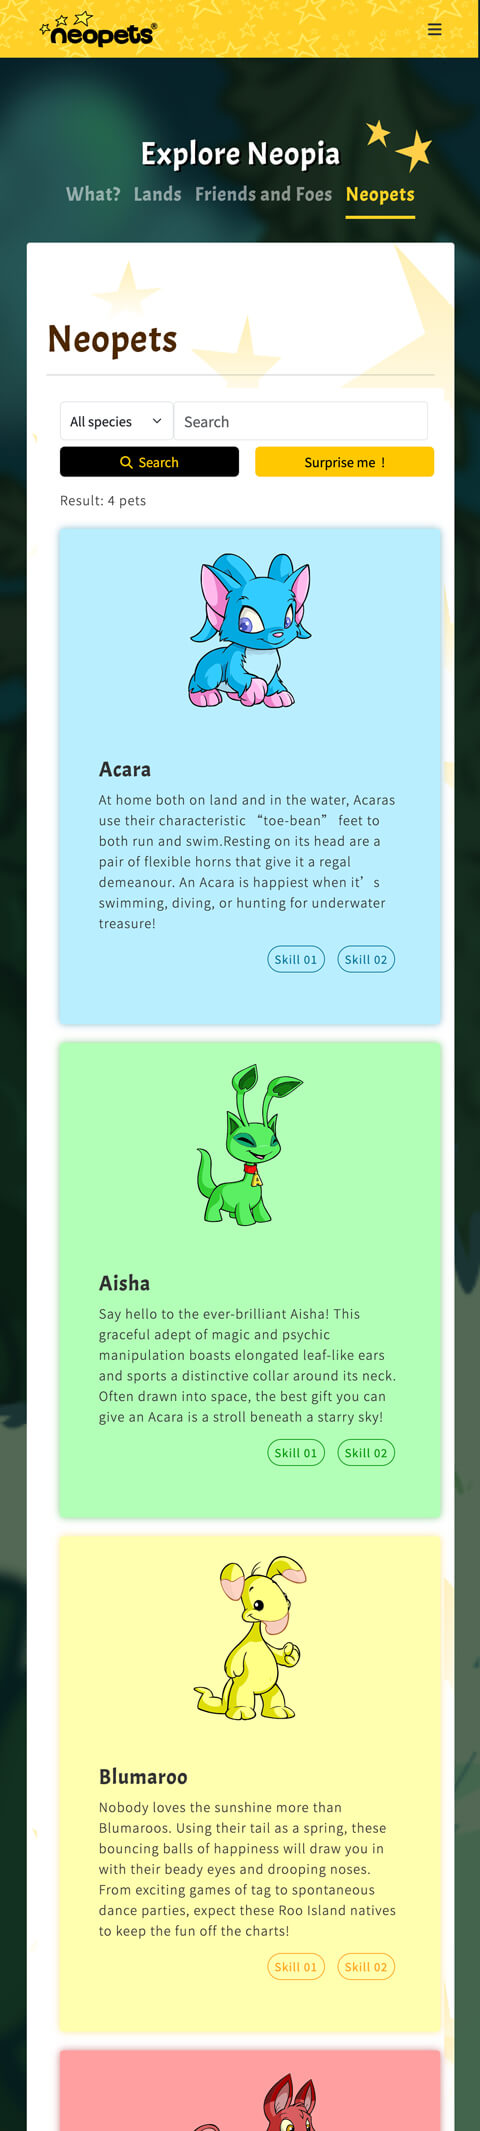 neopets®
Explore Neopia
What? Lands Friends and Foes Neopets
Neopets
All species Search
Search Surprise me !
Result: 4 pets
Acara
At home both on land and in the water, Acaras
use their characteristic “toe-bean” feet to
both run and swim.Resting on its head are a
pair of flexible horns that give it a regal
demeanour. An Acara is happiest when it’s
swimming, diving, or hunting for underwater
treasure!
Skill 01 Skill 02
A
Aisha
Say hello to the ever-brilliant Aisha! This
graceful adept of magic and psychic
manipulation boasts elongated leaf-like ears
and sports a distinctive collar around its neck.
Often drawn into space, the best gift you can
give an Acara is a stroll beneath a starry sky!
Skill 01 Skill 02
Blumaroo
Nobody loves the sunshine more than
Blumaroos. Using their tail as a spring, these
bouncing balls of happiness will draw you in
with their beady eyes and drooping noses.
From exciting games of tag to spontaneous
dance parties, expect these Roo Island natives
to keep the fun off the charts!
Skill 01 Skill 02